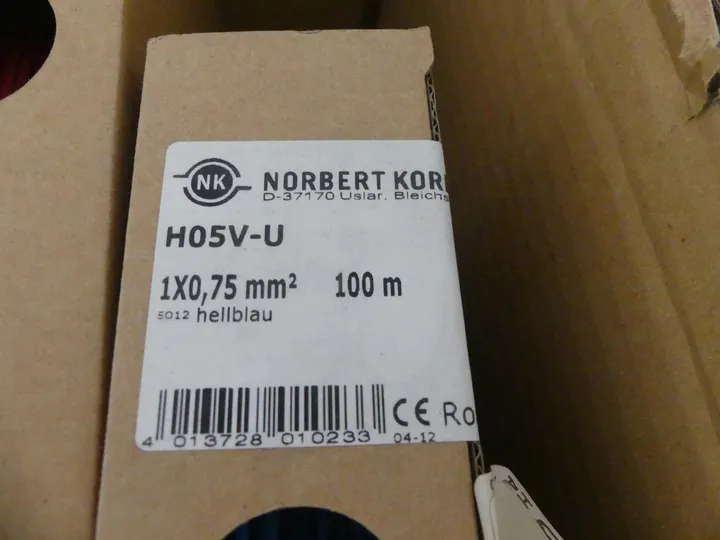 NK NORBERT KOR
D-37170 Uslar, Bleichs
H05V-U
1X0,75 mm² 100 m
5012 hellblau
CE Ro
4 013728 010233 04-12